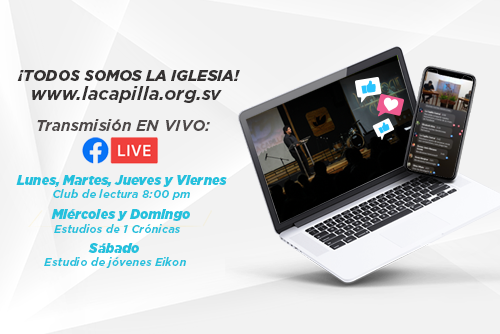 ¡TODOS SOMOS LA IGLESIA!
www.lacapilla.org.sv
Transmisión EN VIVO:
LIVE
Lunes, Martes, Jueves y Viernes
Club de lectura 8:00 pm
Miércoles y Domingo
Estudios de 1 Crónicas
Sábado
Estudio de jóvenes Eikon